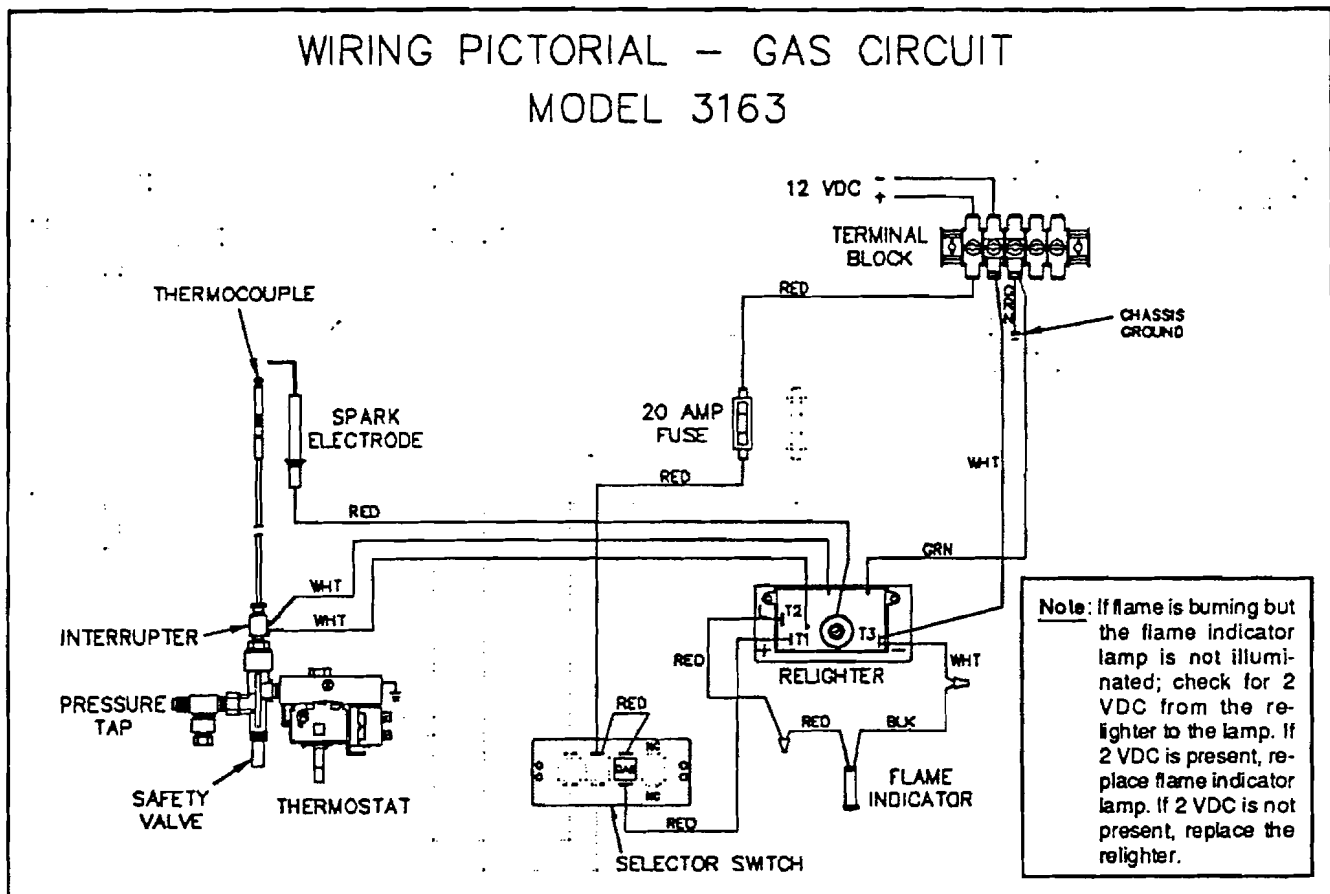 WIRING PICTORIAL – GAS CIRCUIT
MODEL 3163
12 VDC
-
+
TERMINAL
BLOCK
RED
THERMOCOUPLE
CHASSIS
GROUND
SPARK
ELECTRODE
20 AMP
FUSE
WHT
RED
RED
GRN
WHT
WHT
INTERRUPTER
T2
T1
T3
+
-
RELIGHTER
RED
WHT
PRESSURE
TAP
RED
RED
BLK
NC
GAS
NC
FLAME
INDICATOR
SAFETY
VALVE
THERMOSTAT
RED
SELECTOR SWITCH
Note: If flame is burning but
the flame indicator
lamp is not illumi-
nated; check for 2
VDC from the re-
lighter to the lamp. If
2 VDC is present, re-
place flame indicator
lamp. If 2 VDC is not
present, replace the
relighter.